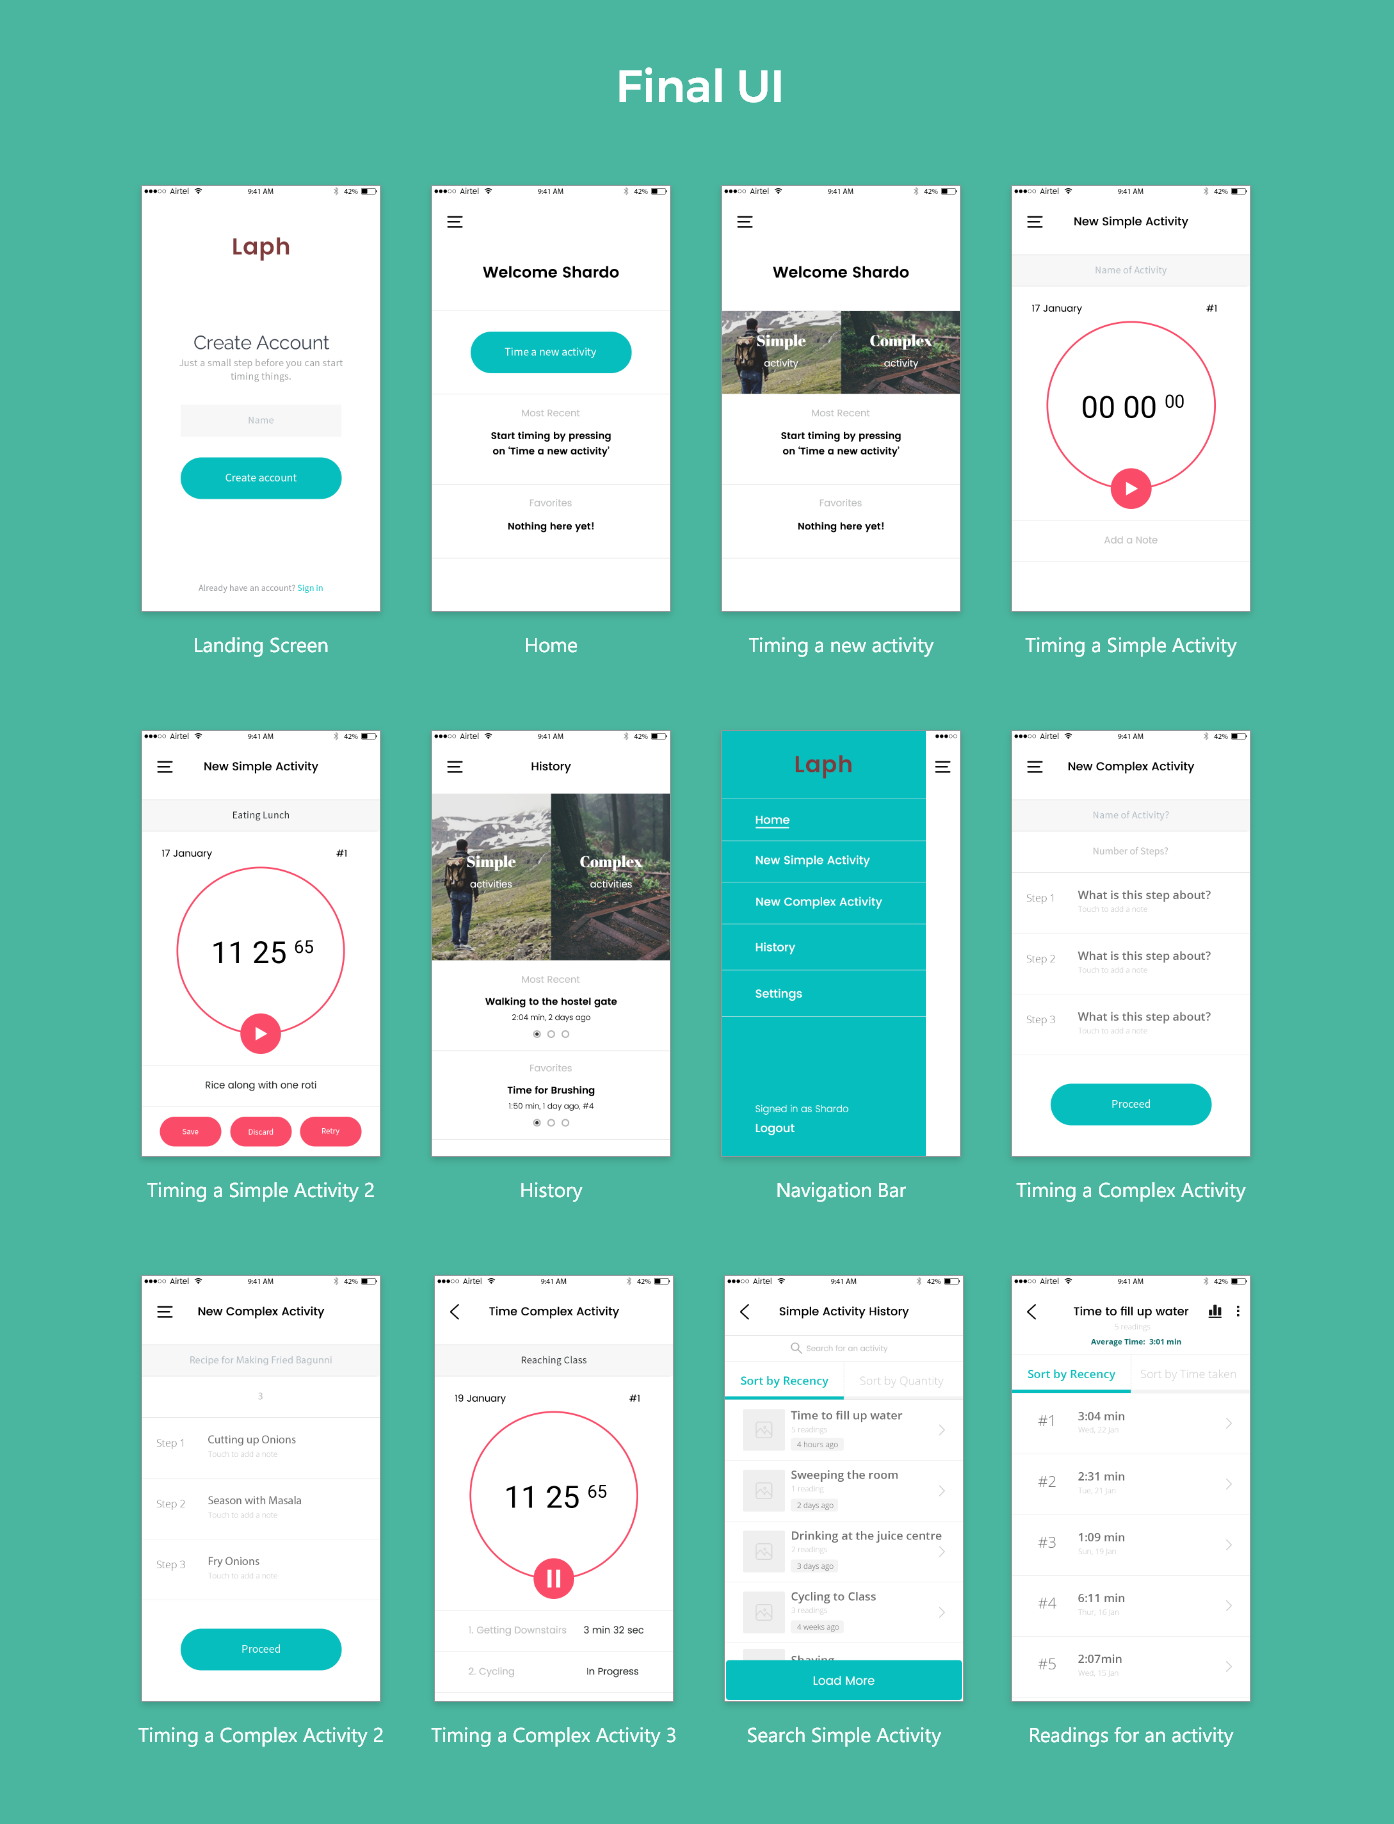 Final UI
Airtel 9:41 AM 42%
Laph
Create Account
Just a small step before you can start
timing things.
Name
Create account
Already have an account? Sign in
Landing Screen
Airtel 9:41 AM 42%
Welcome Shardo
Time a new activity
Most Recent
Start timing by pressing
on 'Time a new activity'
Favorites
Nothing here yet!
Home
Airtel 9:41 AM 42%
Welcome Shardo
Simple
activity
Complex
activity
Most Recent
Start timing by pressing
on 'Time a new activity'
Favorites
Nothing here yet!
Timing a new activity
Airtel 9:41 AM 42%
New Simple Activity
Name of Activity
17 January #1
00 00 00
Add a Note
Timing a Simple Activity
Airtel 9:41 AM 42%
New Simple Activity
Eating Lunch
17 January #1
11 25 65
Rice along with one roti
Save Discard Retry
Timing a Simple Activity 2
Airtel 9:41 AM 42%
History
Simple
activities
Complex
activities
Most Recent
Walking to the hostel gate
2:04 min, 2 days ago
Favorites
Time for Brushing
1:50 min, 1 day ago, #4
History
Laph
Home
New Simple Activity
New Complex Activity
History
Settings
Signed in as Shardo
Logout
Navigation Bar
Airtel 9:41 AM 42%
New Complex Activity
Name of Activity?
Number of Steps?
Step 1 What is this step about?
Touch to add a note
Step 2 What is this step about?
Touch to add a note
Step 3 What is this step about?
Touch to add a note
Proceed
Timing a Complex Activity
Airtel 9:41 AM 42%
New Complex Activity
Recipe for Making Fried Bagunni
3
Step 1 Cutting up Onions
Touch to add a note
Step 2 Season with Masala
Touch to add a note
Step 3 Fry Onions
Touch to add a note
Proceed
Timing a Complex Activity 2
Airtel 9:41 AM 42%
Time Complex Activity
Reaching Class
19 January #1
11 25 65
1. Getting Downstairs 3 min 32 sec
2. Cycling In Progress
Timing a Complex Activity 3
Airtel 9:41 AM 42%
Simple Activity History
Search for an activity
Sort by Recency Sort by Quantity
Time to fill up water
5 readings
4 hours ago
Sweeping the room
1 reading
2 days ago
Drinking at the juice centre
2 readings
3 days ago
Cycling to Class
3 readings
4 weeks ago
Shaving
Load More
Search Simple Activity
Airtel 9:41 AM 42%
Time to fill up water
5 readings
Average Time: 3:01 min
Sort by Recency Sort by Time taken
#1 3:04 min
Wed, 22 Jan
#2 2:31 min
Tue, 21 Jan
#3 1:09 min
Sun, 19 Jan
#4 6:11 min
Thur, 16 Jan
#5 2:07min
Wed, 15 Jan
Readings for an activity